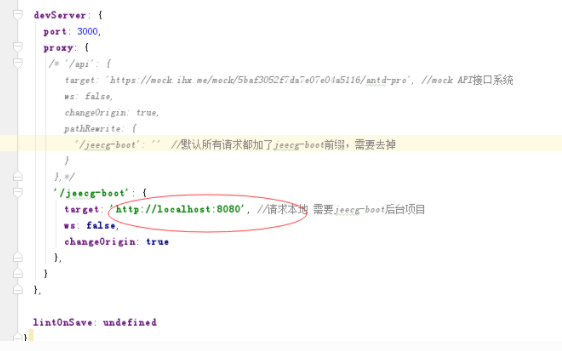 devServer: {
port: 3000,
proxy: {
/* '/api': {
target: 'https://mock.ihx.me/mock/5baf3052f7da7e07e04a5116/antd-pro', //mock API接口系统
ws: false,
changeOrigin: true,
pathRewrite: {
'/jeecg-boot': '' //默认所有请求都加了jeecg-boot前缀，需要去掉
}
},*/
'/jeecg-boot': {
target: 'http://localhost:8080', //请求本地 需要jeecg-boot后台项目
ws: false,
changeOrigin: true
},
}
},
lintOnSave: undefined
}